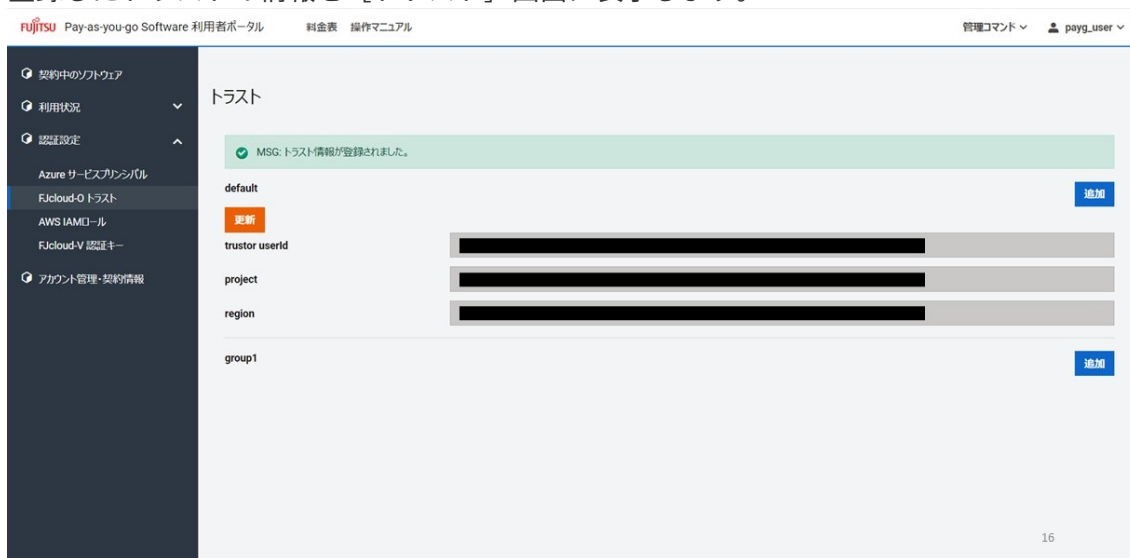 FUJITSU Pay-as-you-go Software 利用者ポータル 料金表 操作マニュアル 管理コマンド payg_user
契約中のソフトウェア
利用状況
認証設定
Azure サービスプリンシパル
FJcloud-O トラスト
AWS IAMロール
FJcloud-V 認証キー
アカウント管理・契約情報
トラスト
MSG: トラスト情報が登録されました。
default 追加
更新
trustor userId
project
region
group1 追加
16